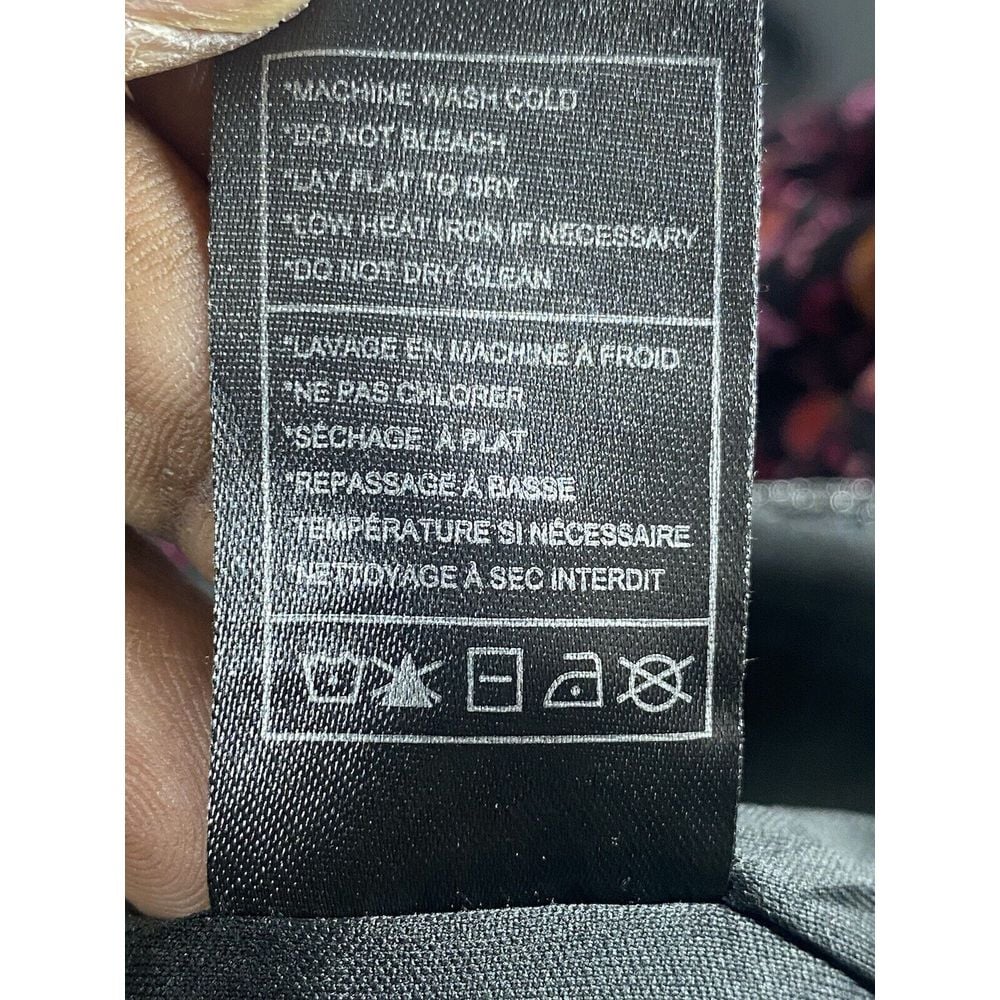 *MACHINE WASH COLD
*DO NOT BLEACH
*LAY FLAT TO DRY
*LOW HEAT IRON IF NECESSARY
*DO NOT DRY CLEAN
*LAVAGE EN MACHINE À FROID
*NE PAS CHLORER
*SÉCHAGE À PLAT
*REPASSAGE À BASSE
*TEMPÉRATURE SI NÉCESSAIRE
*NETTOYAGE À SEC INTERDIT